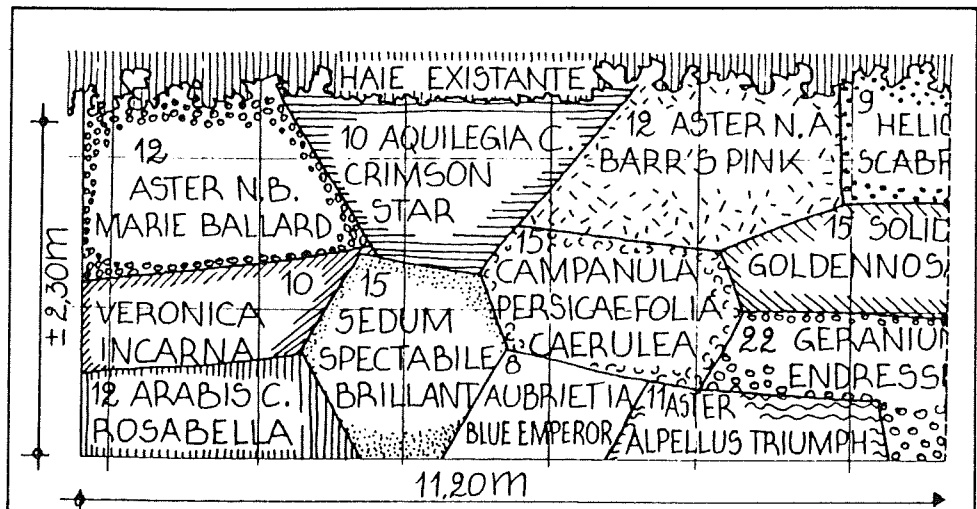 HAIE EXISTANTE
12
ASTER N.B.
MARIE BALLARD
10 AQUILEGIA C.
CRIMSON
STAR
12 ASTER N.A
BARR'S PINK
9
HELIO
SCABR
10
VERONICA
INCARNA
15
SEDUM
SPECTABILE
BRILLANT
15
CAMPANULA
PERSICAEFOLIA
CAERULEA
15 SOLID
GOLDENNOSA
22 GERANIUM
ENDRESSI
12 ARABIS C.
ROSABELLA
8
AUBRIETIA
BLUE EMPEROR
11 ASTER
ALPELLUS TRIUMPH
± 2,30m
11,20m